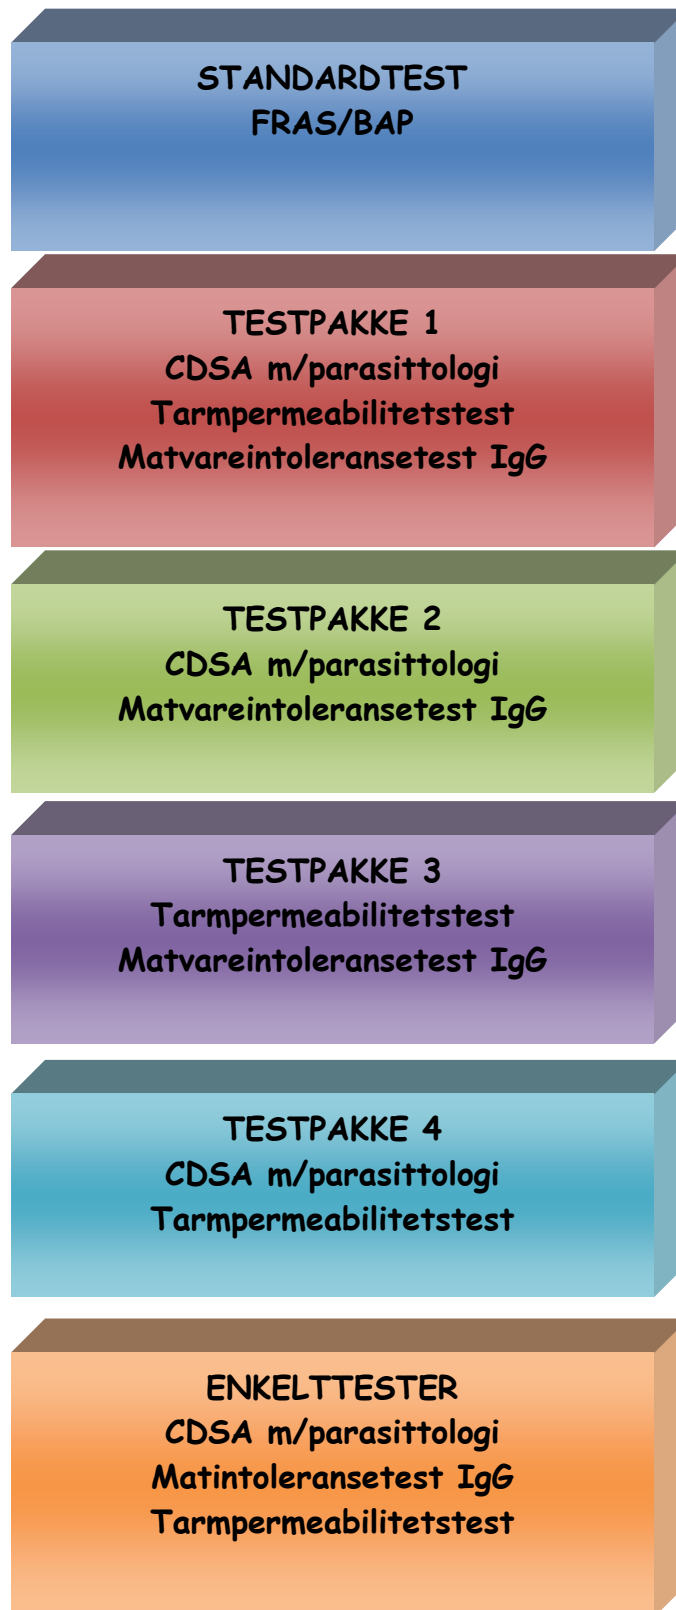 STANDARDTEST
FRAS/BAP
TESTPAKKE 1
CDSA m/parasittologi
Tarmpermeabilitetstest
Matvareintoleransetest IgG
TESTPAKKE 2
CDSA m/parasittologi
Matvareintoleransetest IgG
TESTPAKKE 3
Tarmpermeabilitetstest
Matvareintoleransetest IgG
TESTPAKKE 4
CDSA m/parasittologi
Tarmpermeabilitetstest
ENKELTTESTER
CDSA m/parasittologi
Matintoleransetest IgG
Tarmpermeabilitetstest